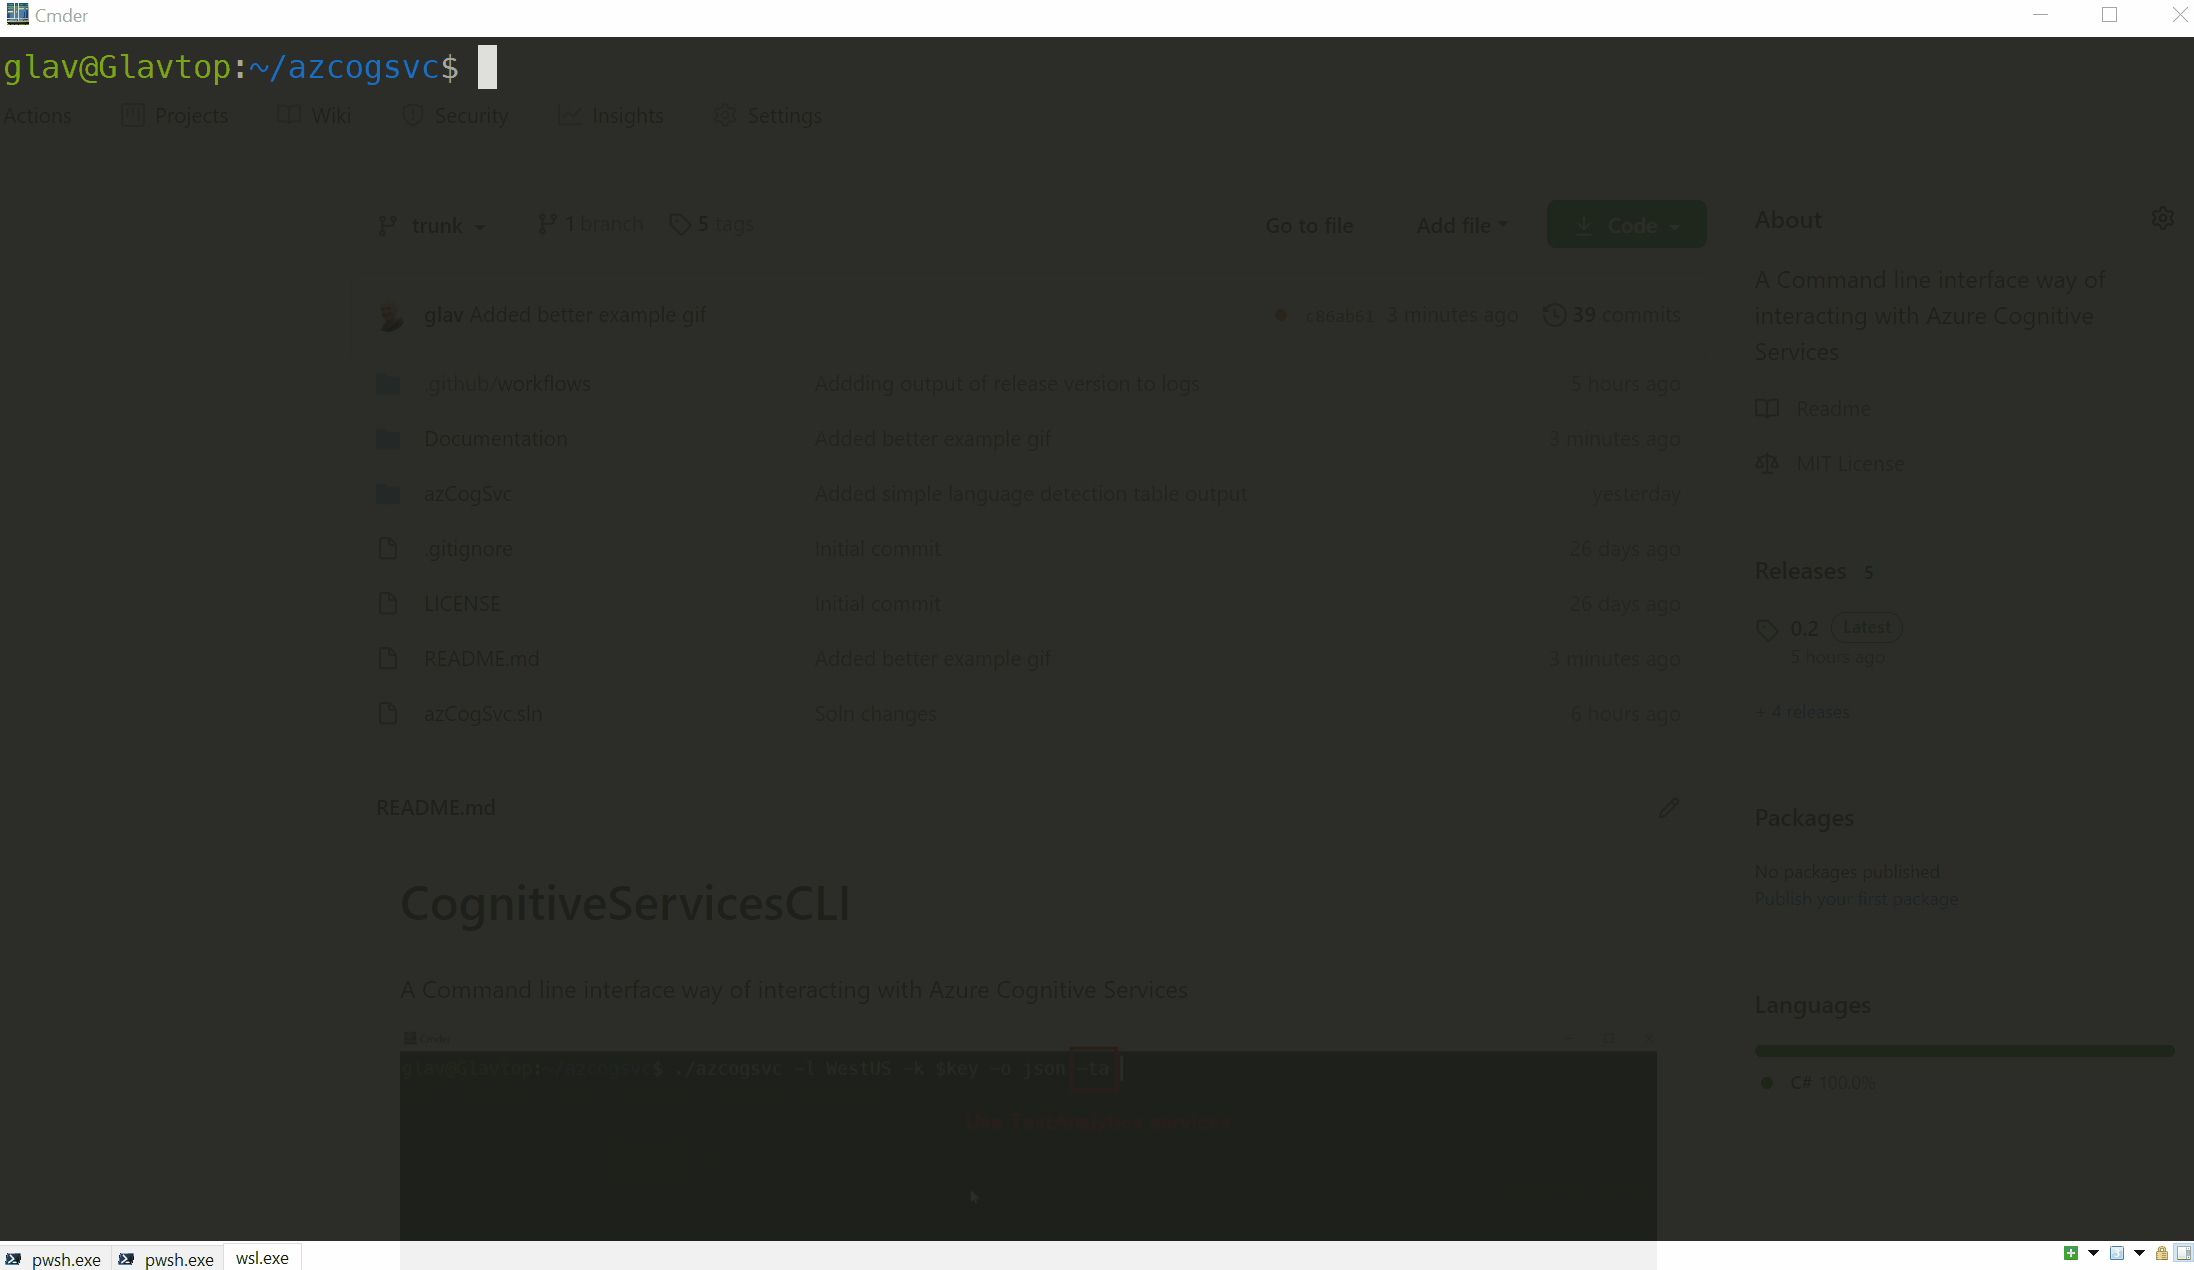 Cmder
glav@Glavtop:~/azcogsvc$
Actions Projects Wiki Security Insights Settings
trunk 1 branch 5 tags Go to file Add file Code
glav Added better example gif c86ab61 3 minutes ago 39 commits
.github/workflows Addding output of release version to logs 5 hours ago
Documentation Added better example gif 3 minutes ago
azCogSvc Added simple language detection table output yesterday
.gitignore Initial commit 26 days ago
LICENSE Initial commit 26 days ago
README.md Added better example gif 3 minutes ago
azCogSvc.sln Soln changes 6 hours ago
README.md
CognitiveServicesCLI
A Command line interface way of interacting with Azure Cognitive Services
Cmder
glav@Glavtop:~/azcogsvc$ ./azcogsvc -l WestUS -k $key -o json -ta
Use TextAnalytics services
About
A Command line interface way of
interacting with Azure Cognitive
Services
Readme
MIT License
Releases 5
0.2 Latest
5 hours ago
+ 4 releases
Packages
No packages published
Publish your first package
Languages
C# 100.0%
pwsh.exe pwsh.exe wsl.exe